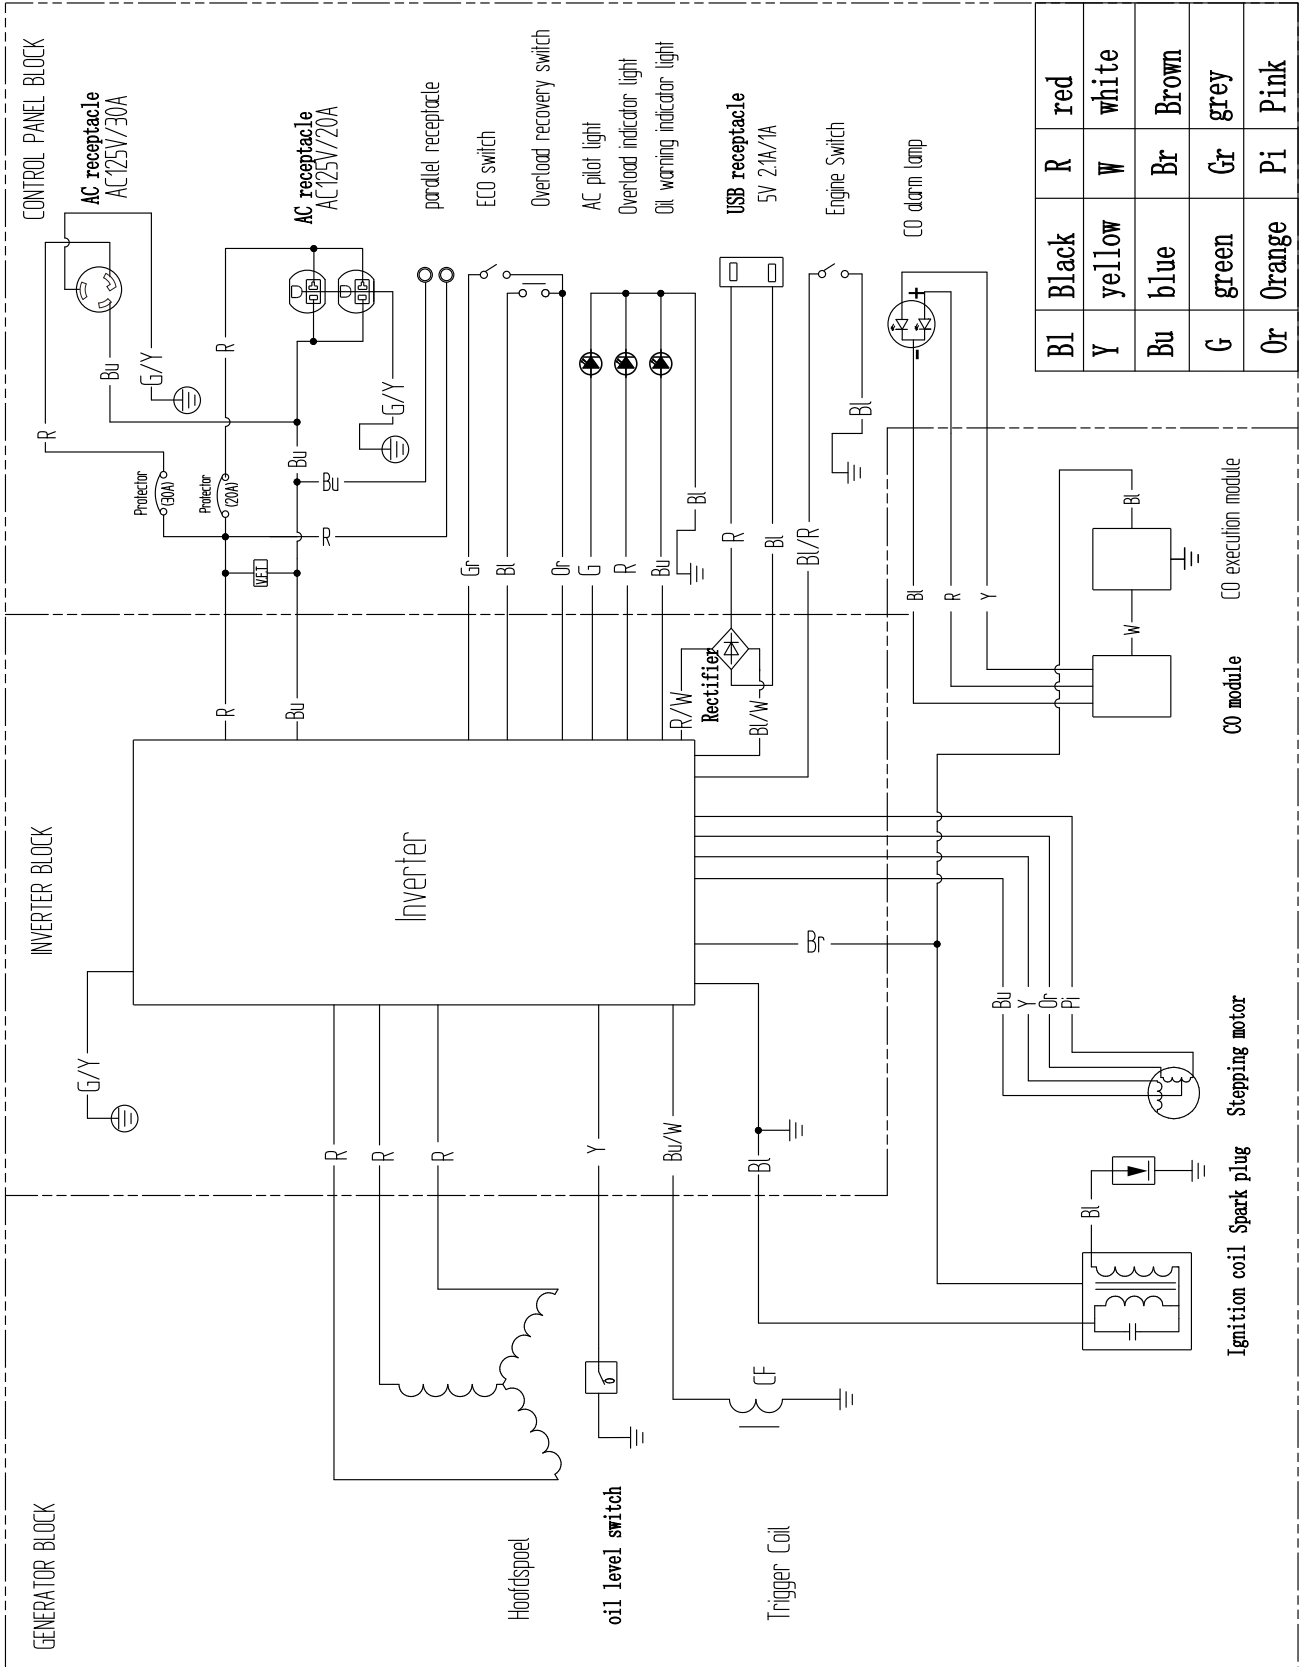 CONTROL PANEL BLOCK
AC receptacle
AC125V/30A
AC receptacle
AC125V/20A
parallel receptacle
ECO switch
Overload recovery switch
AC pilot light
Overload indicator light
Oil warning indicator light
USB receptacle
5V 2.1A/1A
Engine Switch
CO alarm lamp
R
Bu
G/Y
R
G/Y
Protector
(30A)
Protector
(20A)
Bu
Bu
R
VFT
Gr
Bl
Or
G
R
Bu
Bl
R
Bl
Bl/R
Bl
+
-
Bl
R
Y
Bl
W
CO execution module
CO module
INVERTER BLOCK
R
Bu
R/W
Rectifier
Bl/W
Inverter
G/Y
Br
Bu
Y
Or
Pi
Stepping motor
R
R
R
Y
Bu/W
Bl
Bl
Spark plug
Ignition coil
GENERATOR BLOCK
Hoofdspoel
oil level switch
0
Trigger Coil
CF
Bl Black R red
Y yellow W white
Bu blue Br Brown
G green Gr grey
Or Orange Pi Pink